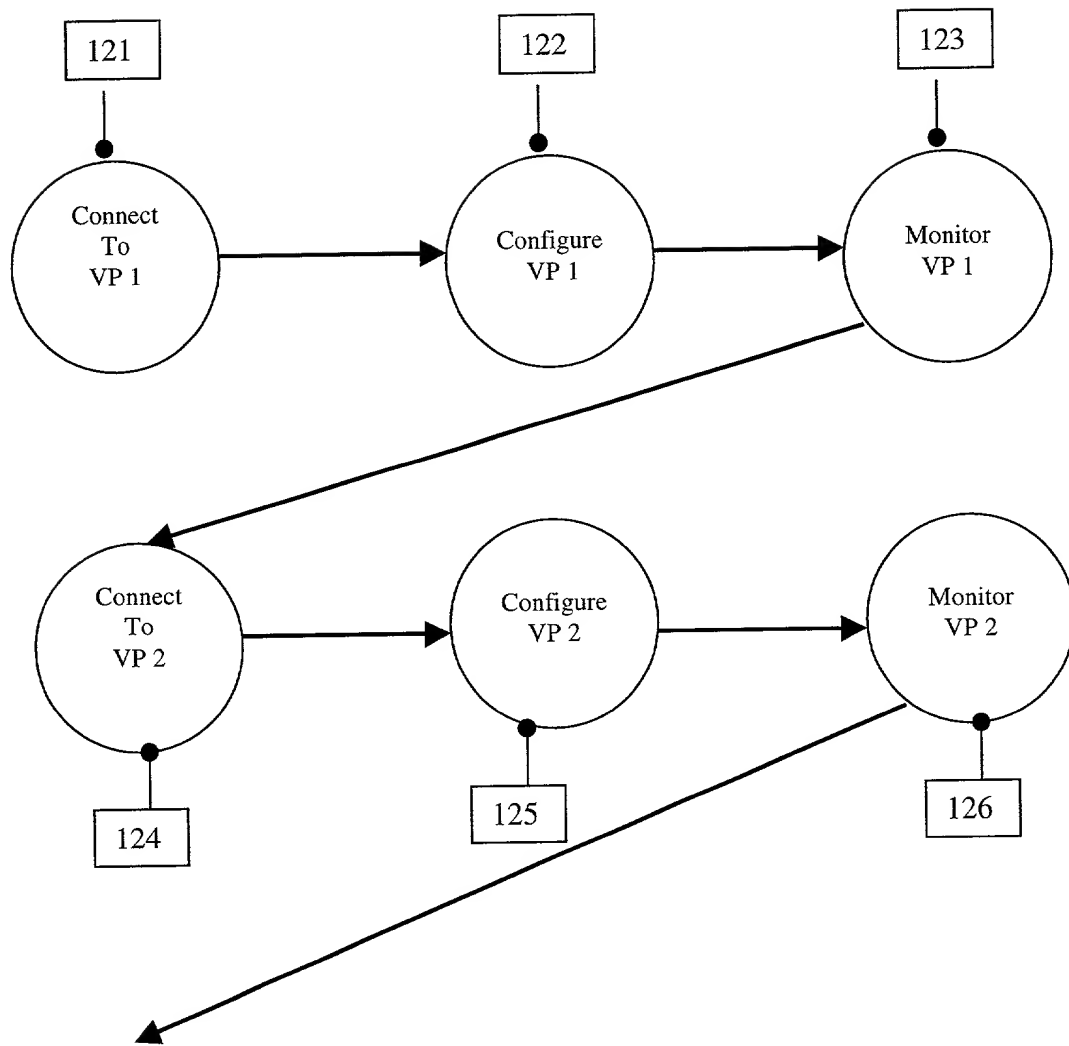 121
122
123
Connect
To
VP 1
Configure
VP 1
Monitor
VP 1
Connect
To
VP 2
Configure
VP 2
Monitor
VP 2
124
125
126